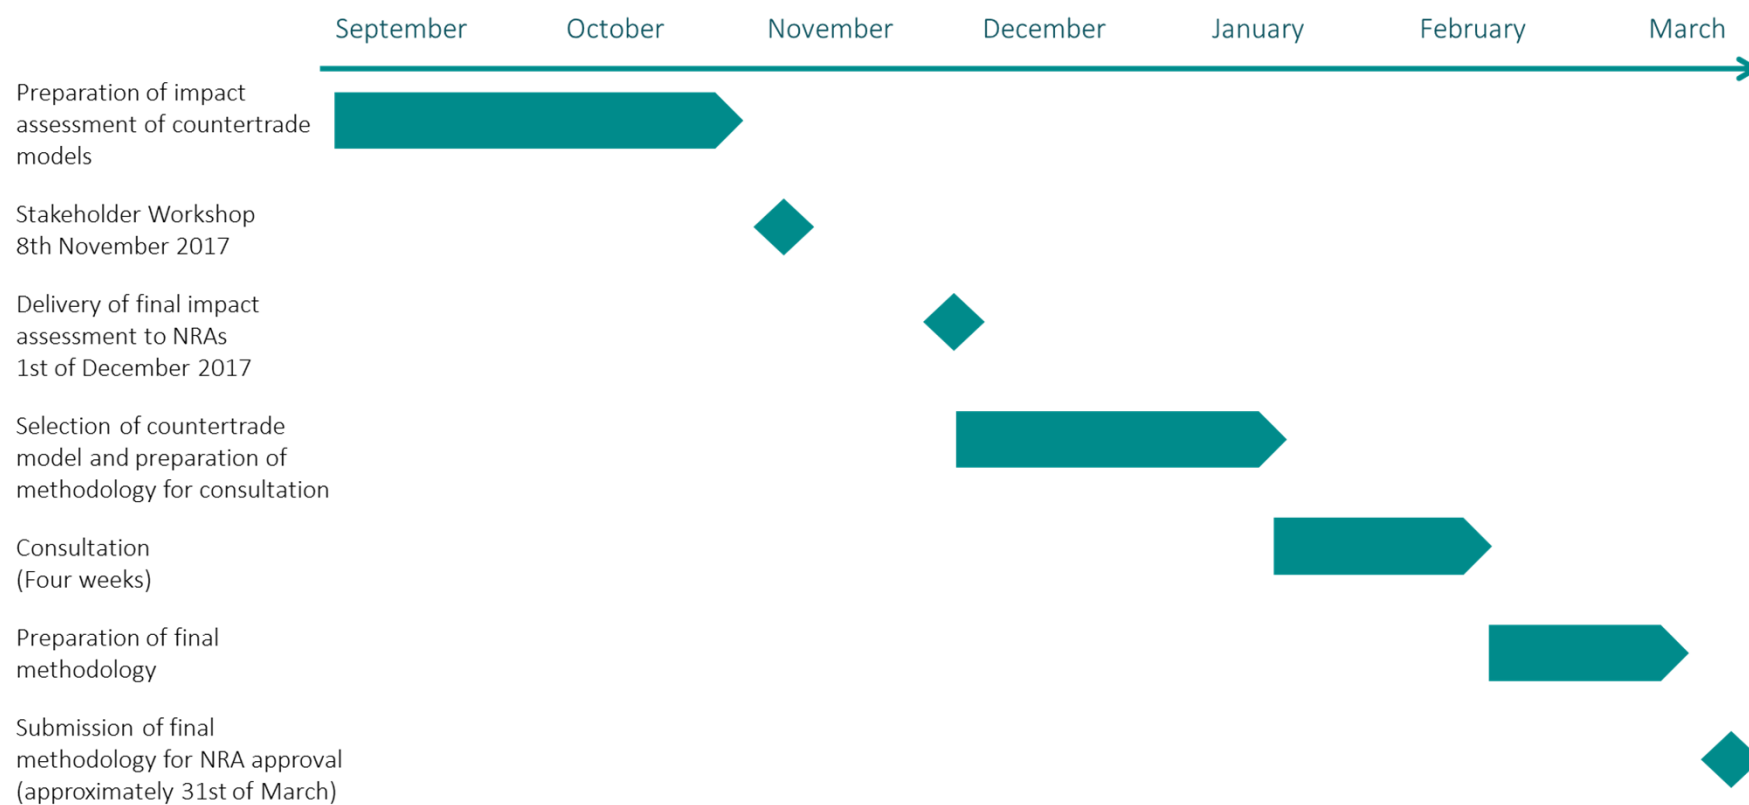 September October November December January February March
Preparation of impact
assessment of countertrade
models
Stakeholder Workshop
8th November 2017
Delivery of final impact
assessment to NRAs
1st of December 2017
Selection of countertrade
model and preparation of
methodology for consultation
Consultation
(Four weeks)
Preparation of final
methodology
Submission of final
methodology for NRA approval
(approximately 31st of March)